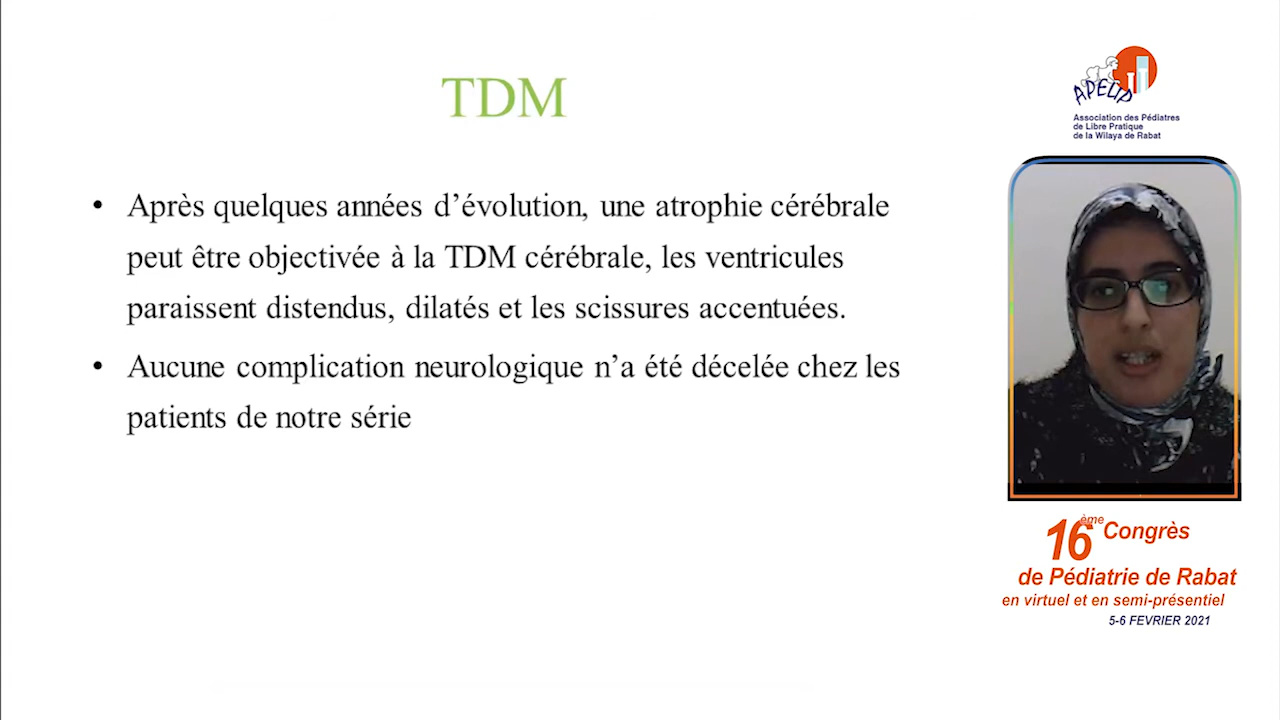 TDM
• Après quelques années d’évolution, une atrophie cérébrale
peut être objectivée à la TDM cérébrale, les ventricules
paraissent distendus, dilatés et les scissures accentuées.
• Aucune complication neurologique n’a été décelée chez les
patients de notre série
APELIP
Association des Pédiatres
de Libre Pratique
de la Wilaya de Rabat
16ème Congrès
de Pédiatrie de Rabat
en virtuel et en semi-présentiel
5-6 FEVRIER 2021